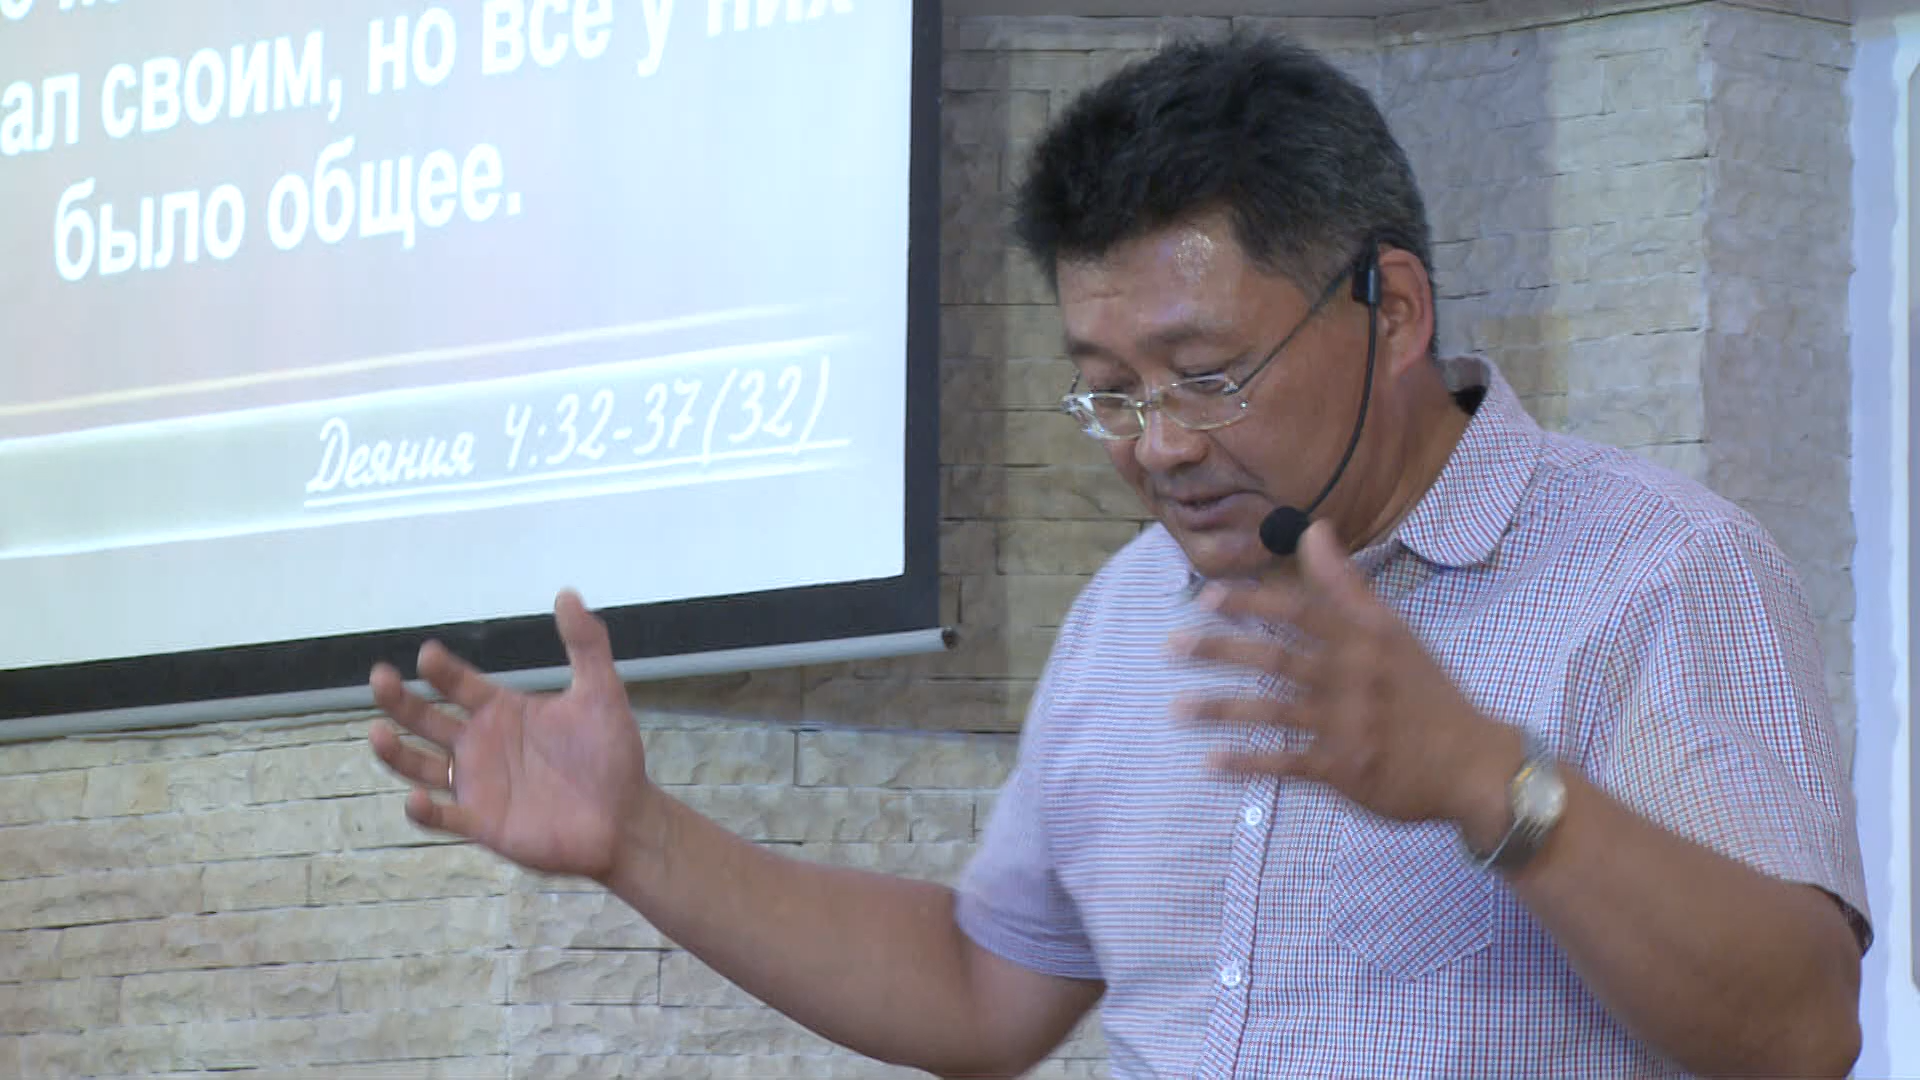 ал своим, но все у них
было общее.
Деяния 4:32-37(32)